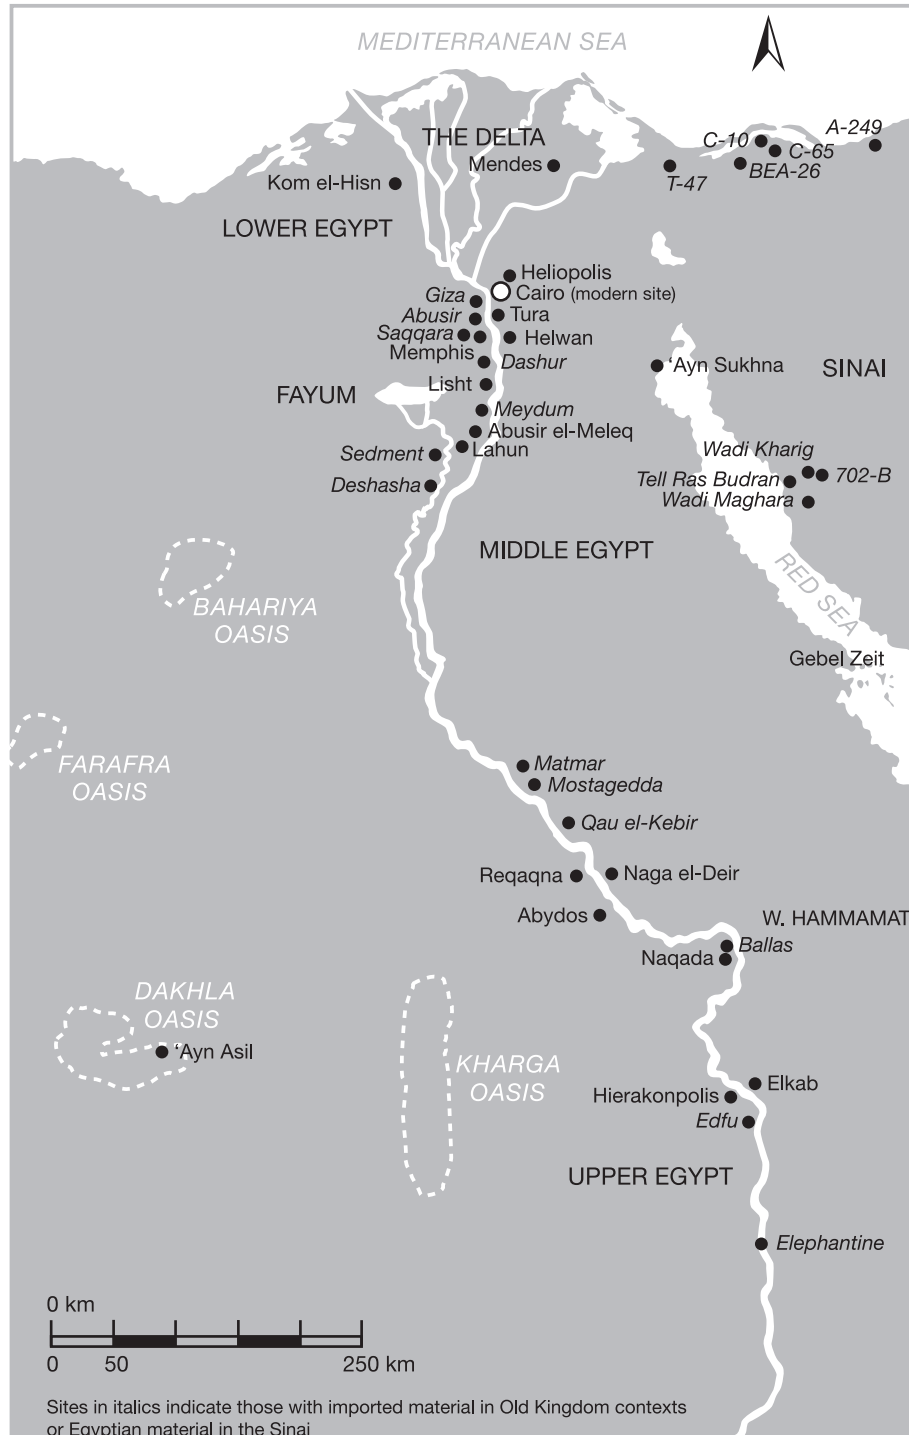 MEDITERRANEAN SEA
THE DELTA
Mendes
Kom el-Hisn
LOWER EGYPT
C-10
A-249
C-65
BEA-26
T-47
Heliopolis
Cairo (modern site)
Giza
Abusir
Tura
Saqqara
Helwan
Memphis
Dashur
'Ayn Sukhna
SINAI
FAYUM
Lisht
Meydum
Abusir el-Meleq
Lahun
Sedment
Deshasha
Wadi Kharig
702-B
Tell Ras Budran
Wadi Maghara
MIDDLE EGYPT
RED SEA
BAHARIYA
OASIS
Gebel Zeit
FARAFRA
OASIS
Matmar
Mostagedda
Qau el-Kebir
Reqaqna
Naga el-Deir
Abydos
W. HAMMAMAT
Ballas
Naqada
DAKHLA
OASIS
'Ayn Asil
KHARGA
OASIS
Elkab
Hierakonpolis
Edfu
UPPER EGYPT
Elephantine
0 km
0 50 250 km
Sites in italics indicate those with imported material in Old Kingdom contexts
or Egyptian material in the Sinai